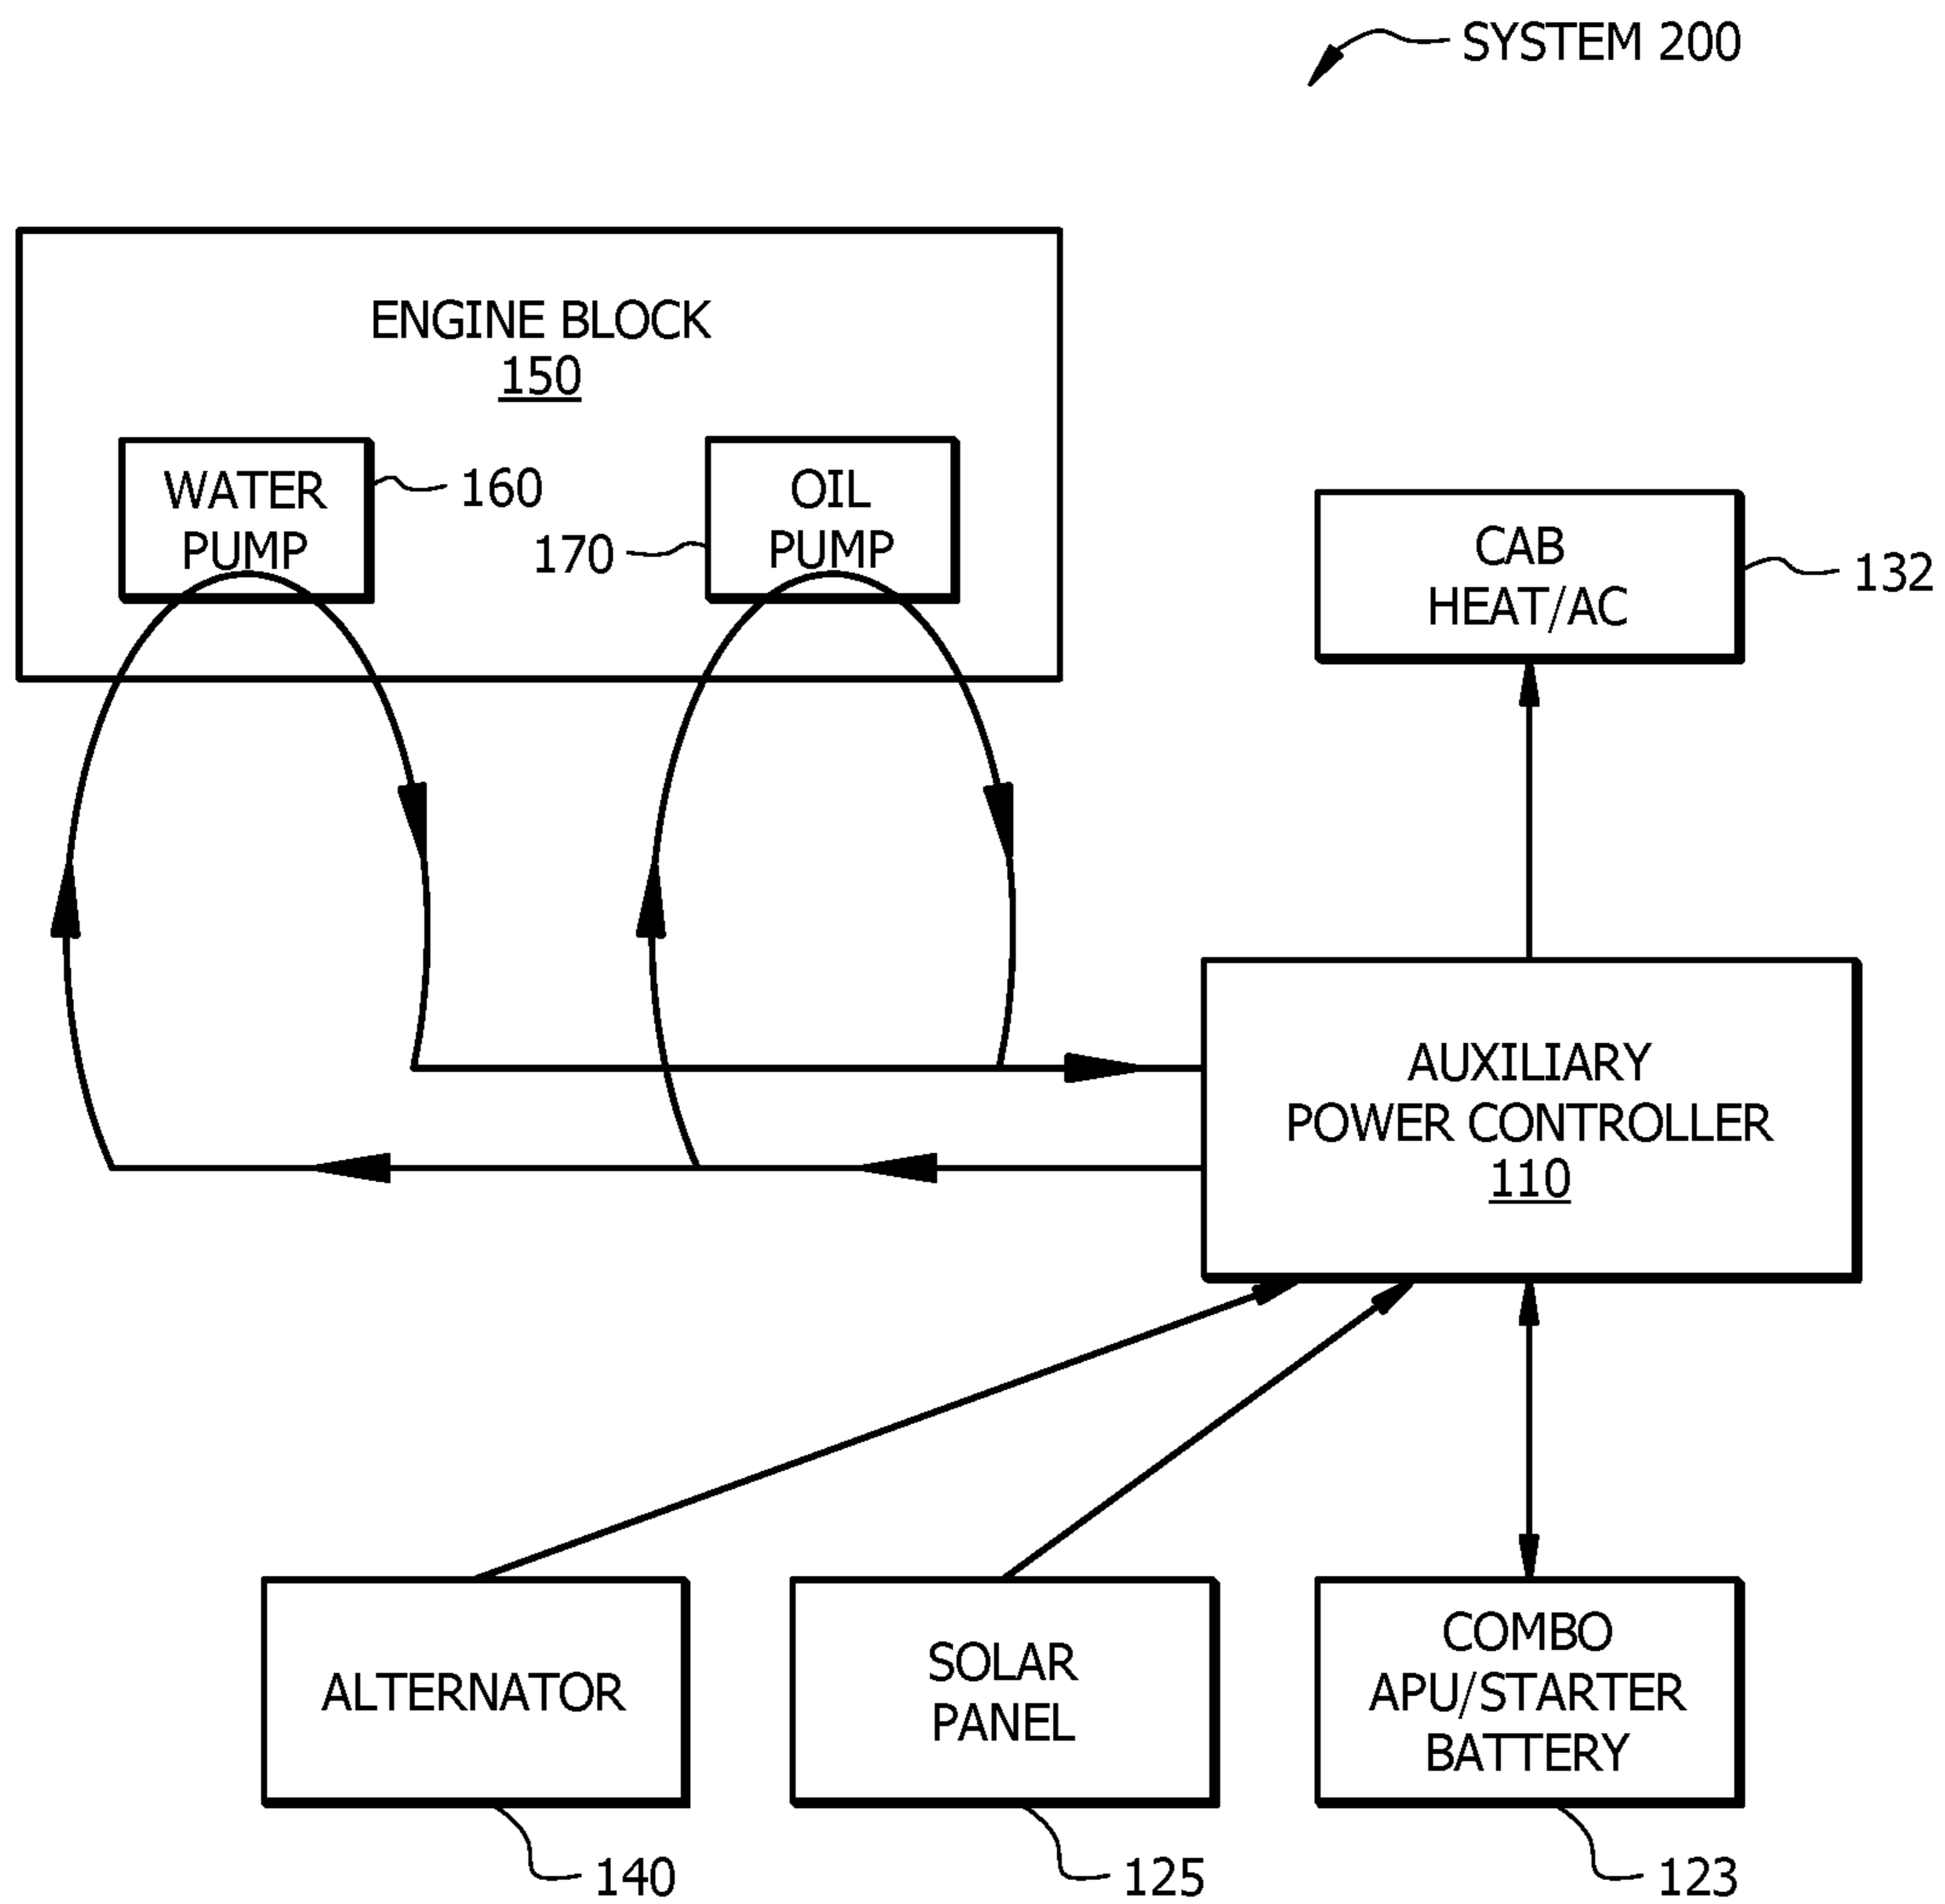 SYSTEM 200
ENGINE BLOCK
150
WATER
PUMP
160
OIL
PUMP
170
CAB
HEAT/AC
132
AUXILIARY
POWER CONTROLLER
110
ALTERNATOR
140
SOLAR
PANEL
125
COMBO
APU/STARTER
BATTERY
123